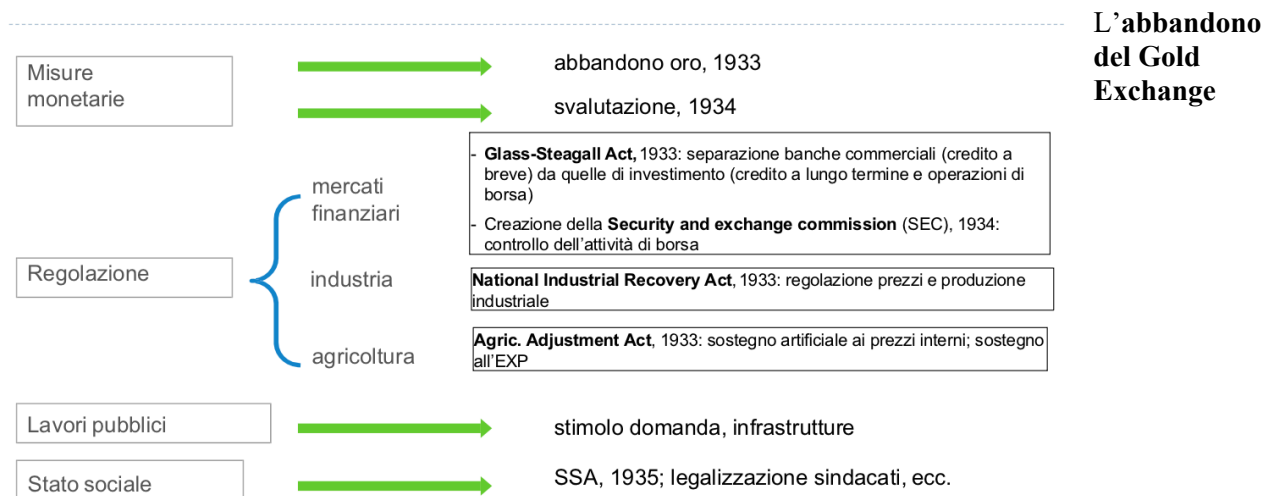 L'abbandono
del Gold
Exchange
Misure
monetarie
abbandono oro, 1933
svalutazione, 1934
Regolazione
mercati
finanziari
- Glass-Steagall Act, 1933: separazione banche commerciali (credito a
breve) da quelle di investimento (credito a lungo termine e operazioni di
borsa)
- Creazione della Security and exchange commission (SEC), 1934:
controllo dell'attività di borsa
industria
National Industrial Recovery Act, 1933: regolazione prezzi e produzione
industriale
agricoltura
Agric. Adjustment Act, 1933: sostegno artificiale ai prezzi interni; sostegno
all'EXP
Lavori pubblici
stimolo domanda, infrastrutture
Stato sociale
SSA, 1935; legalizzazione sindacati, ecc.